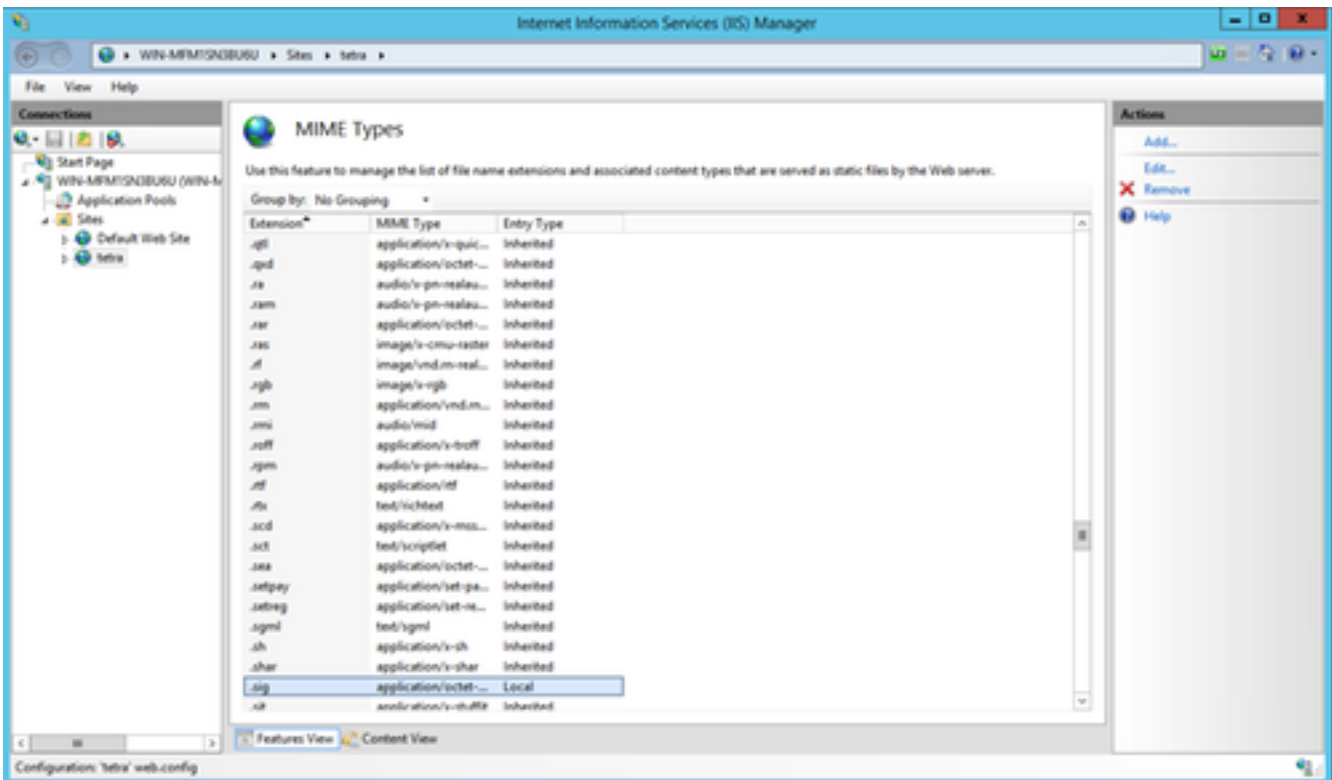 Internet Information Services (IIS) Manager
WIN-MFM1SN3BU6U Sites tetra
File View Help
Connections
Start Page
WIN-MFM1SN3BU6U (WIN-M
Application Pools
Sites
Default Web Site
tetra
MIME Types
Use this feature to manage the list of file name extensions and associated content types that are served as static files by the Web server.
Group by: No Grouping
Extension MIME Type Entry Type
.qtl application/x-quic... Inherited
.qxd application/octet-... Inherited
.ra audio/x-pn-realau... Inherited
.ram audio/x-pn-realau... Inherited
.rar application/octet-... Inherited
.ras image/x-cmu-raster Inherited
.rf image/vnd.rn-real... Inherited
.rgb image/x-rgb Inherited
.rm application/vnd.rn... Inherited
.rmi audio/mid Inherited
.roff application/x-troff Inherited
.rpm audio/x-pn-realau... Inherited
.rtf application/rtf Inherited
.rtx text/richtext Inherited
.scd application/x-mss... Inherited
.sct text/scriptlet Inherited
.sea application/octet-... Inherited
.setpay application/set-pa... Inherited
.setreg application/set-re... Inherited
.sgml text/sgml Inherited
.sh application/x-sh Inherited
.shar application/x-shar Inherited
.sig application/octet-... Local
.sit application/x-stuffit Inherited
Features View Content View
Actions
Add...
Edit...
Remove
Help
Configuration: 'tetra' web.config